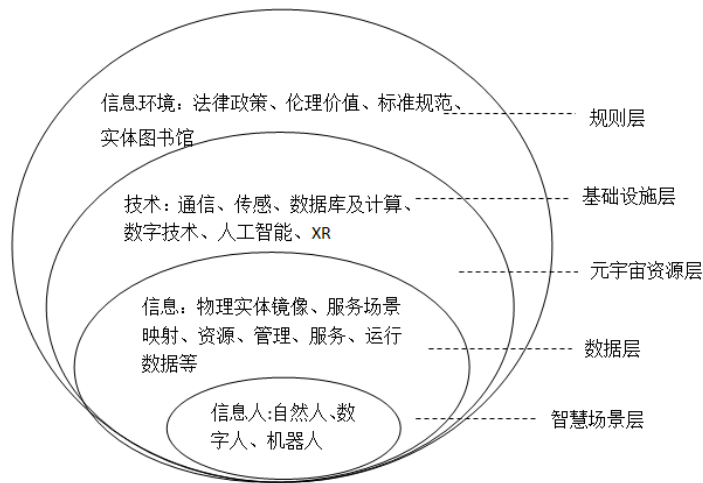 信息环境：法律政策、伦理价值、标准规范、
实体图书馆
规则层
技术：通信、传感、数据库及计算、
数字技术、人工智能、XR
基础设施层
元宇宙资源层
信息：物理实体镜像、服务场景
映射、资源、管理、服务、运行
数据等
数据层
信息人:自然人、数
字人、机器人
智慧场景层